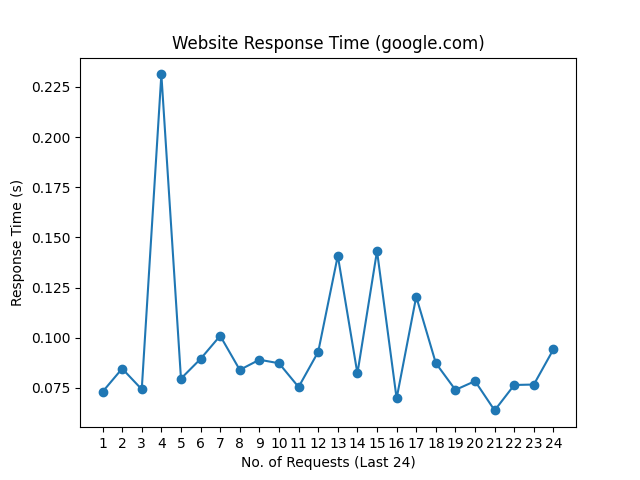 Website Response Time (google.com)
0.225
0.200
0.175
0.150
0.125
0.100
0.075
Response Time (s)
1 2 3 4 5 6 7 8 9 10 11 12 13 14 15 16 17 18 19 20 21 22 23 24
No. of Requests (Last 24)